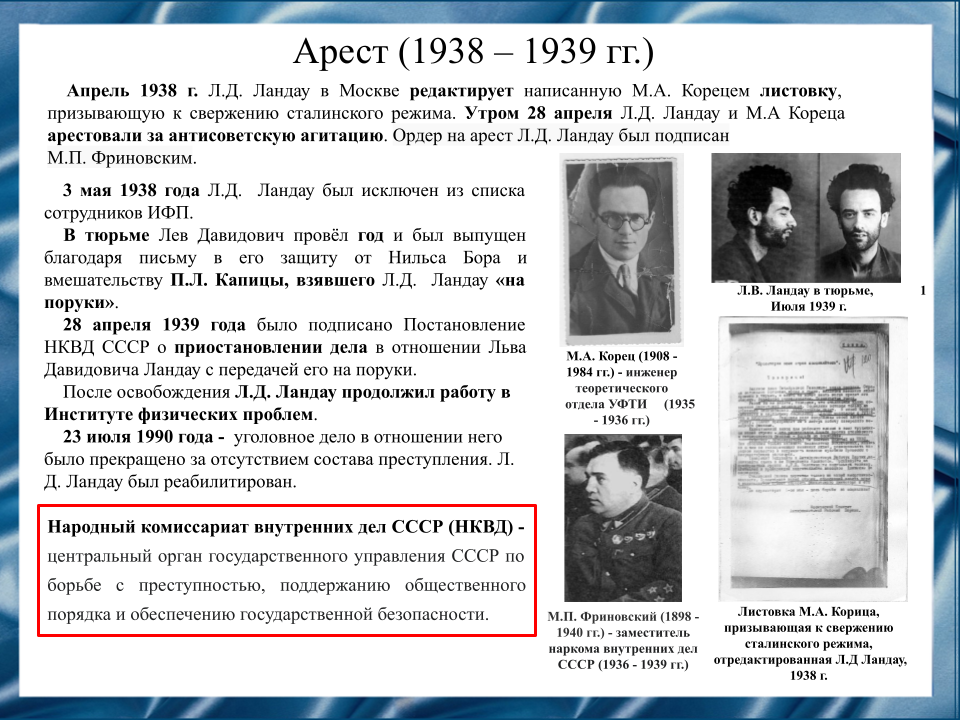 Арест (1938 – 1939 гг.)
Апрель 1938 г. Л.Д. Ландау в Москве редактирует написанную М.А. Корецем листовку,
призывающую к свержению сталинского режима. Утром 28 апреля Л.Д. Ландау и М.А Кореца
арестовали за антисоветскую агитацию. Ордер на арест Л.Д. Ландау был подписан
М.П. Фриновским.
3 мая 1938 года Л.Д. Ландау был исключен из списка
сотрудников ИФП.
В тюрьме Лев Давидович провёл год и был выпущен
благодаря письму в его защиту от Нильса Бора и
вмешательству П.Л. Капицы, взявшего Л.Д. Ландау «на
поруки».
28 апреля 1939 года было подписано Постановление
НКВД СССР о приостановлении дела в отношении Льва
Давидовича Ландау с передачей его на поруки.
После освобождения Л.Д. Ландау продолжил работу в
Институте физических проблем.
23 июля 1990 года - уголовное дело в отношении него
было прекращено за отсутствием состава преступления. Л.
Д. Ландау был реабилитирован.
Народный комиссариат внутренних дел СССР (НКВД) -
центральный орган государственного управления СССР по
борьбе с преступностью, поддержанию общественного
порядка и обеспечению государственной безопасности.
М.А. Корец (1908 -
1984 гг.) - инженер
теоретического
отдела УФТИ (1935
- 1936 гг.)
Л.В. Ландау в тюрьме,
Июля 1939 г.
1
М.П. Фриновский (1898 -
1940 гг.) - заместитель
наркома внутренних дел
СССР (1936 - 1939 гг.)
Листовка М.А. Корица,
призывающая к свержению
сталинского режима,
отредактированная Л.Д Ландау,
1938 г.